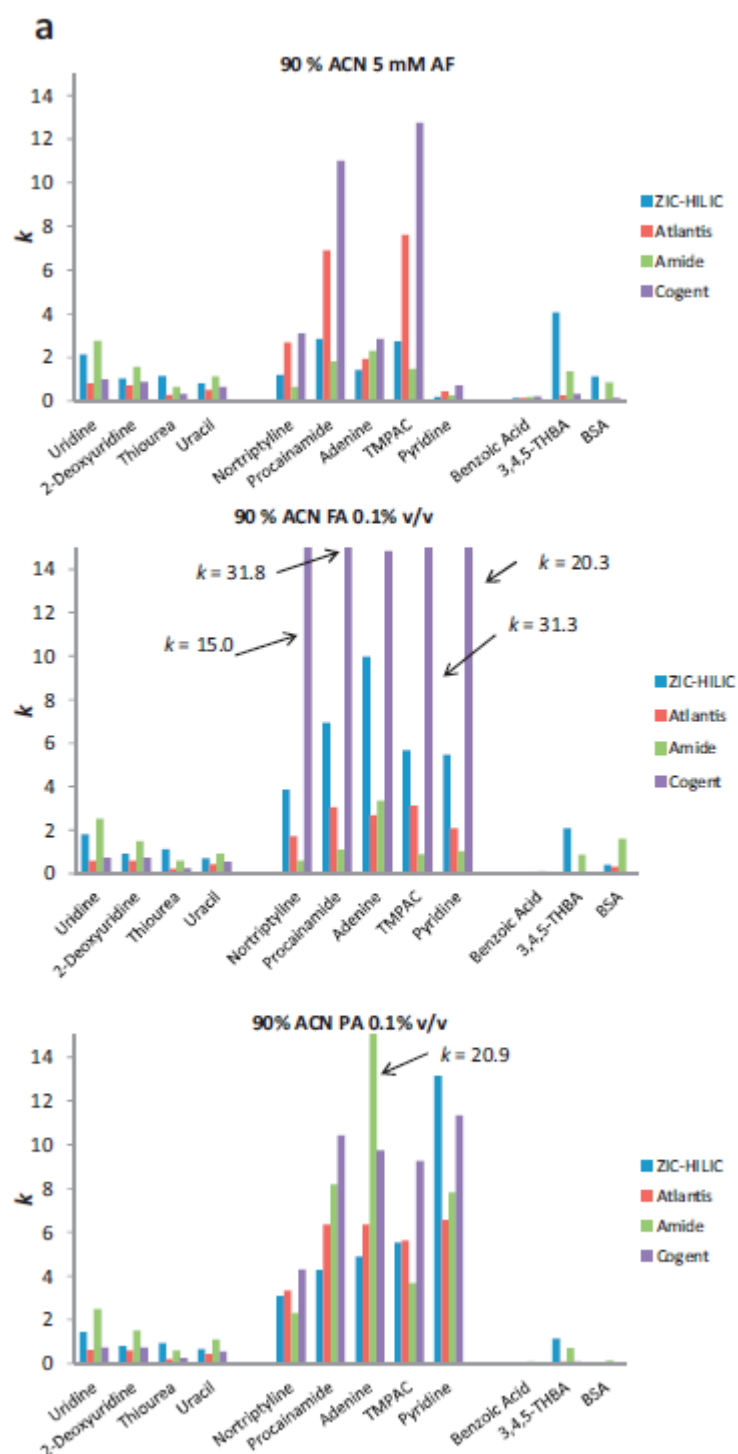 a
90 % ACN 5 mM AF
14
12
10
8
6
4
2
0
k
ZIC-HILIC
Atlantis
Amide
Cogent
Uridine
2-Deoxyuridine
Thiourea
Uracil
Nortriptyline
Procainamide
Adenine
TMPAC
Pyridine
Benzoic Acid
3,4,5-THBA
BSA
90 % ACN FA 0.1% v/v
14
12
10
8
6
4
2
0
k
k = 31.8
k = 20.3
k = 15.0
k = 31.3
ZIC-HILIC
Atlantis
Amide
Cogent
Uridine
2-Deoxyuridine
Thiourea
Uracil
Nortriptyline
Procainamide
Adenine
TMPAC
Pyridine
Benzoic Acid
3,4,5-THBA
BSA
90% ACN PA 0.1% v/v
14
12
10
8
6
4
2
0
k
k = 20.9
ZIC-HILIC
Atlantis
Amide
Cogent
Uridine
2-Deoxyuridine
Thiourea
Uracil
Nortriptyline
Procainamide
Adenine
TMPAC
Pyridine
Benzoic Acid
3,4,5-THBA
BSA